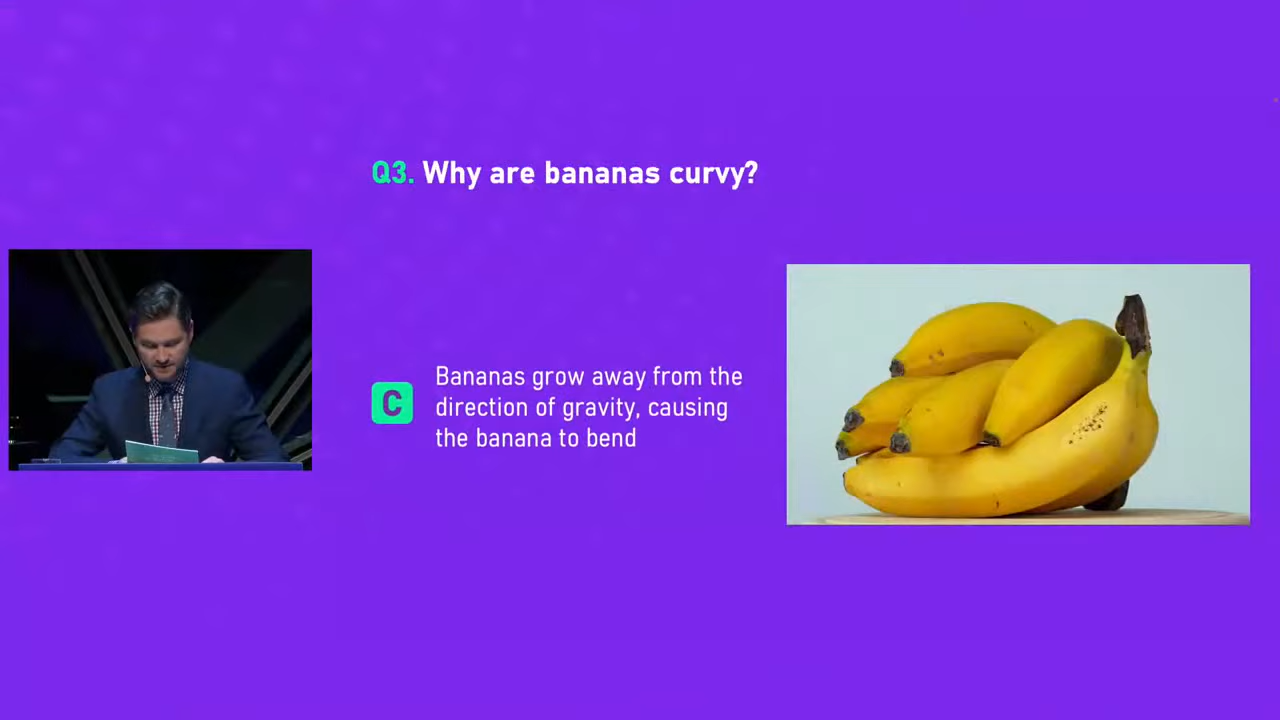 Q3. Why are bananas curvy?
C
Bananas grow away from the
direction of gravity, causing
the banana to bend